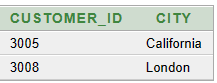 CUSTOMER_ID CITY
3005 California
3008 London